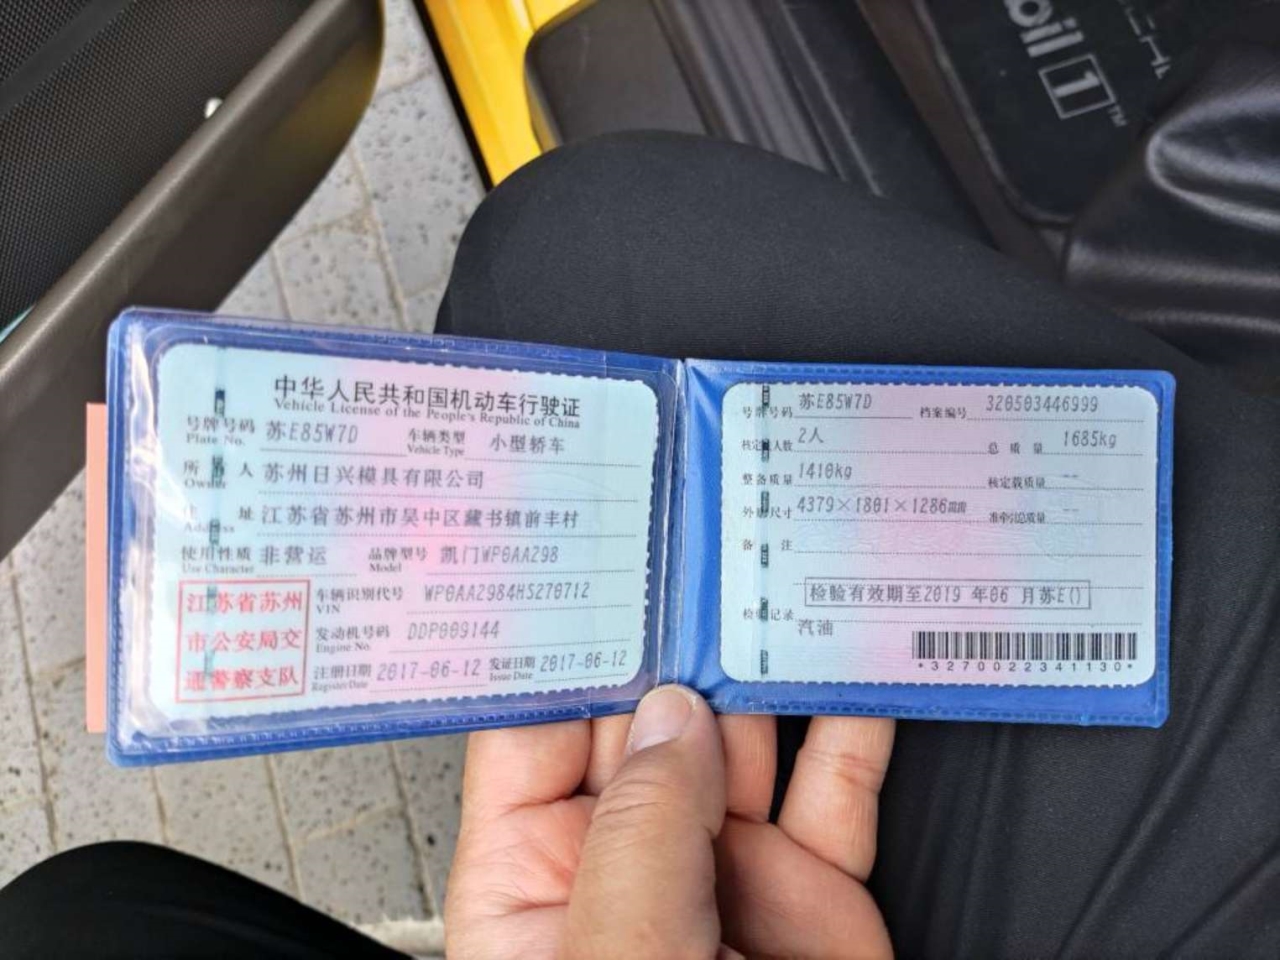 中华人民共和国机动车行驶证
Vehicle License of the People's Republic of China
号牌号码 苏E85W7D 车辆类型 小型轿车
Plate No. Vehicle Type
所 人 苏州日兴模具有限公司
Owner
住 址 江苏省苏州市吴中区藏书镇前丰村
Address
使用性质 非营运 品牌型号 凯门WP0AA298
Use Character Model
江苏省苏州
市公安局交
通警察支队
车辆识别代号 WP0AA2984HS270712
VIN
发动机号码 DDP009144
Engine No.
注册日期 2017-06-12 发证日期 2017-06-12
Register Date Issue Date
号牌号码 苏E85W7D 档案编号 320503446999
核定 人数 2人 总 质 量 1685kg
整备质量 1410kg 核定载质量 --
外廓尺寸 4379×1801×1286mm 准牵引总质量 --
备 注
检验有效期至2019 年06 月苏E()
检验记录
汽油
*3270022341130*
bil 1 ™